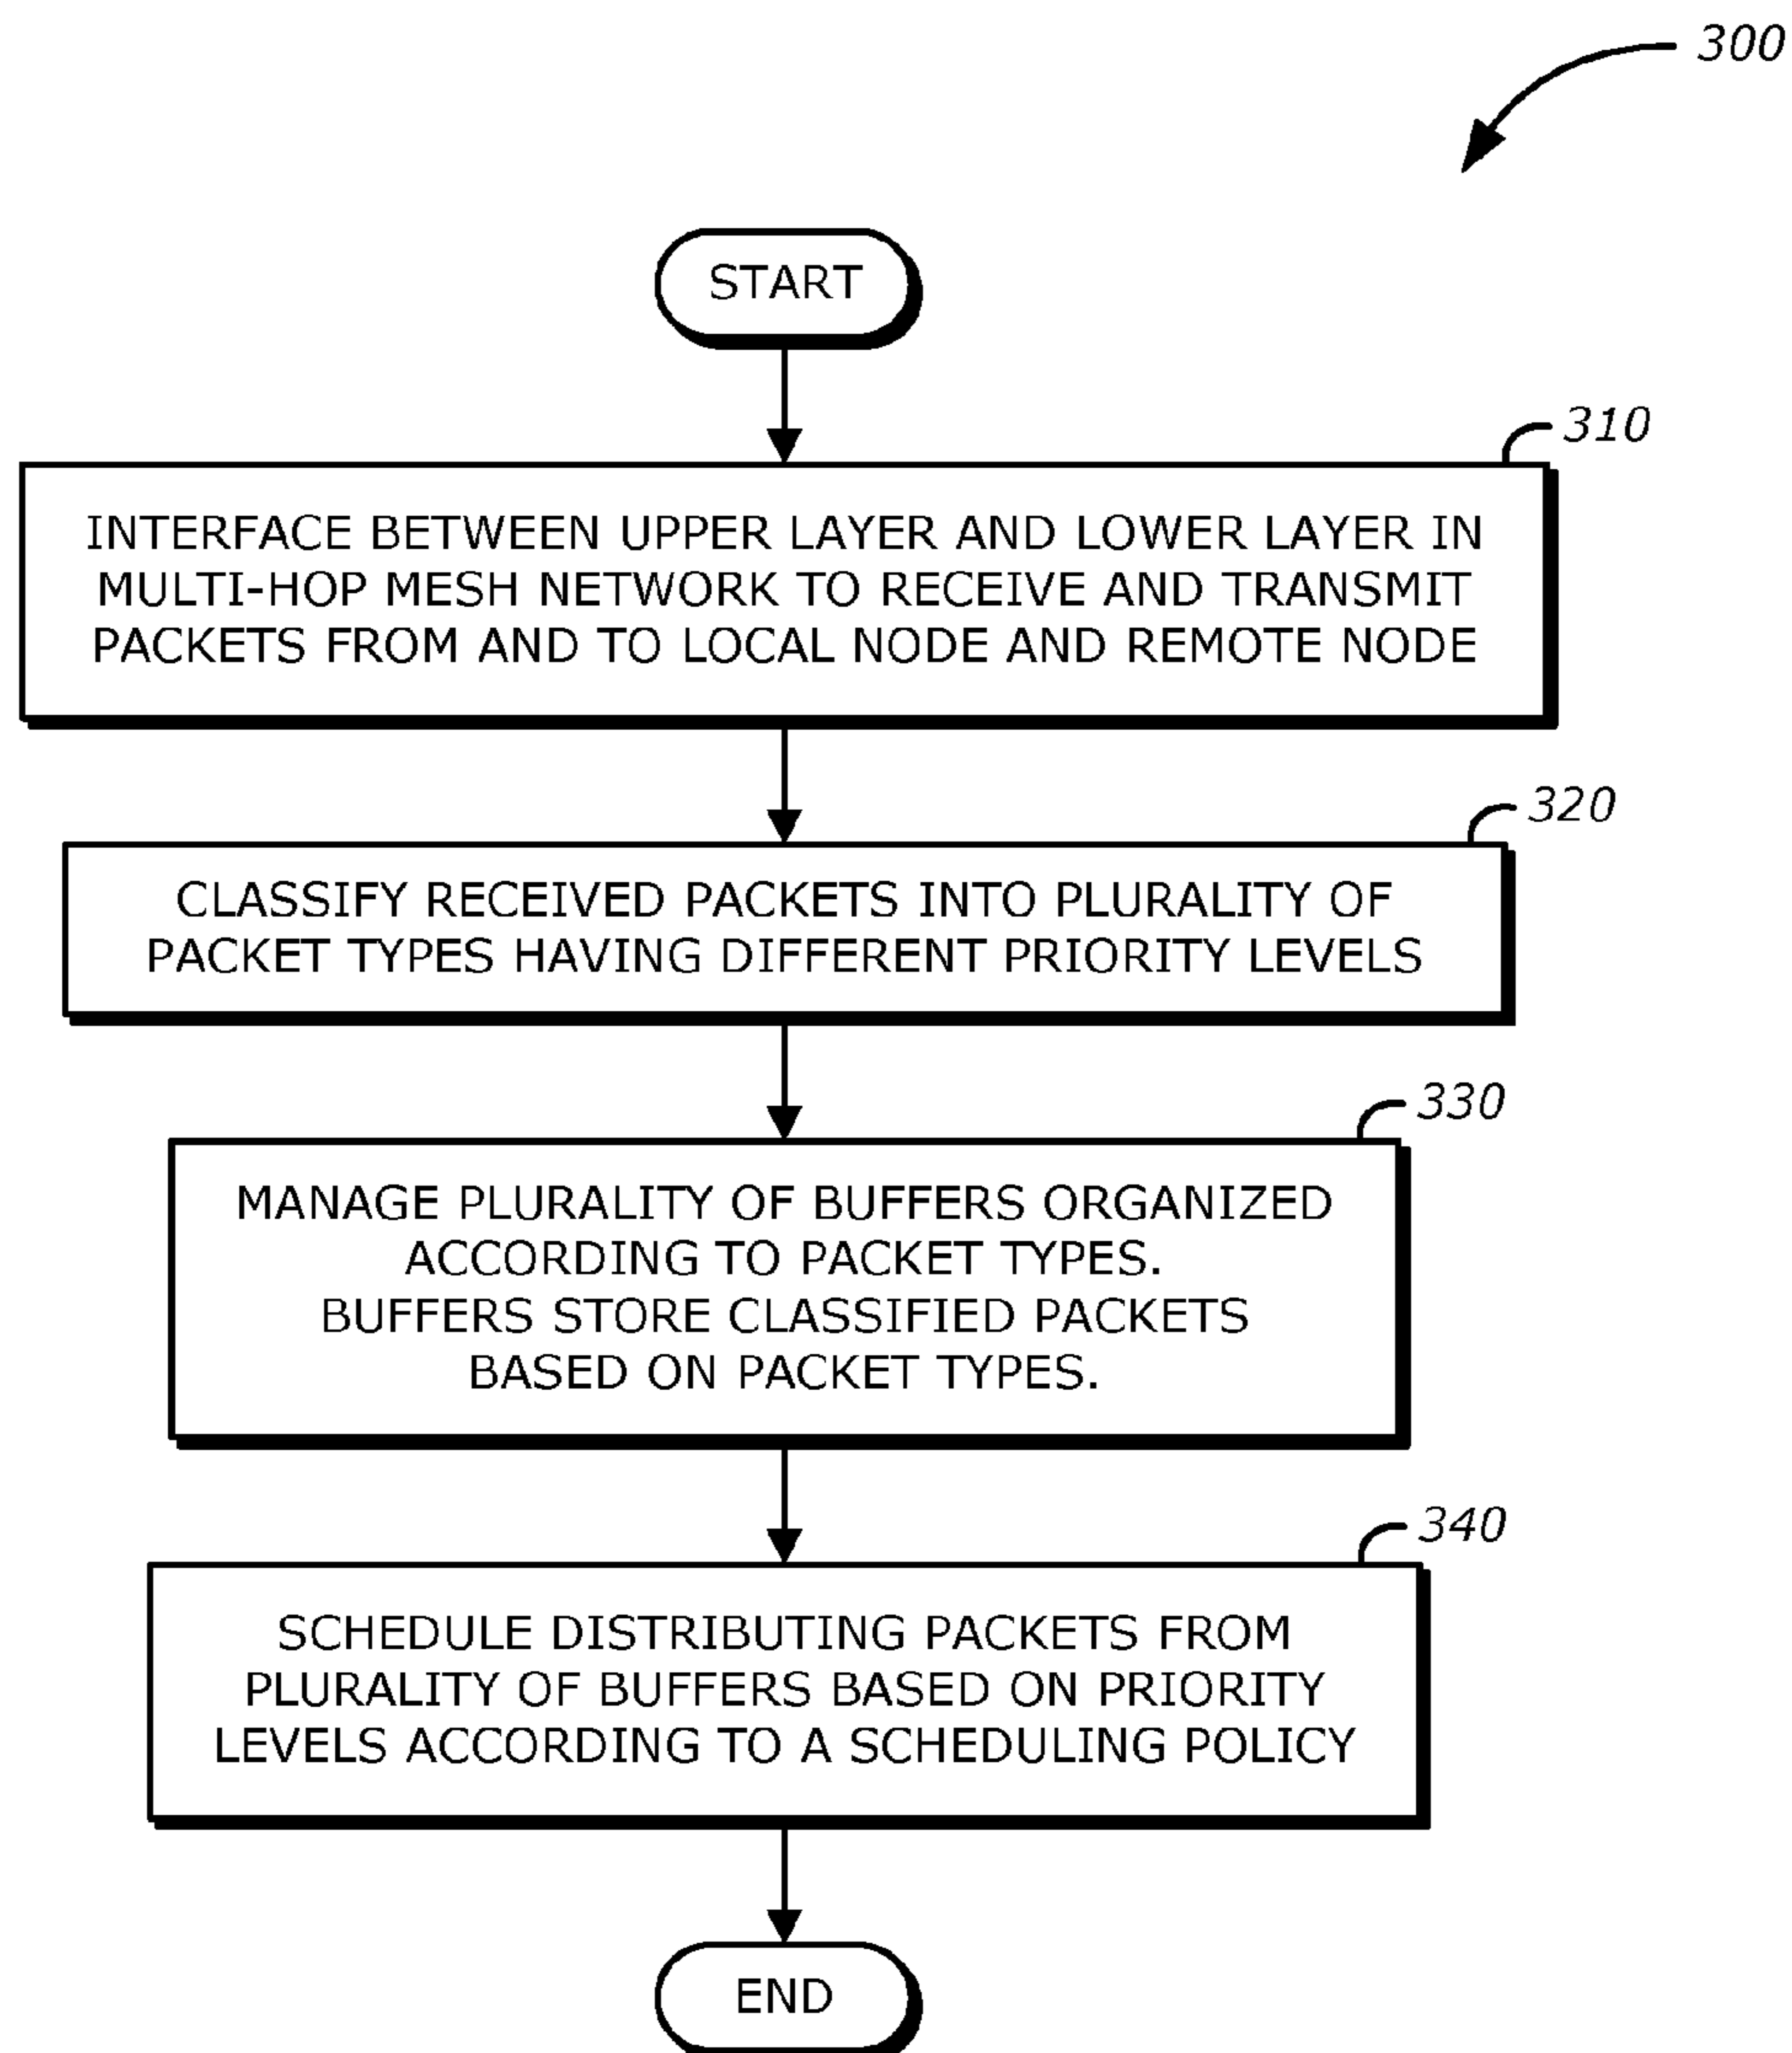 300
START
310
INTERFACE BETWEEN UPPER LAYER AND LOWER LAYER IN
MULTI-HOP MESH NETWORK TO RECEIVE AND TRANSMIT
PACKETS FROM AND TO LOCAL NODE AND REMOTE NODE
320
CLASSIFY RECEIVED PACKETS INTO PLURALITY OF
PACKET TYPES HAVING DIFFERENT PRIORITY LEVELS
330
MANAGE PLURALITY OF BUFFERS ORGANIZED
ACCORDING TO PACKET TYPES.
BUFFERS STORE CLASSIFIED PACKETS
BASED ON PACKET TYPES.
340
SCHEDULE DISTRIBUTING PACKETS FROM
PLURALITY OF BUFFERS BASED ON PRIORITY
LEVELS ACCORDING TO A SCHEDULING POLICY
END